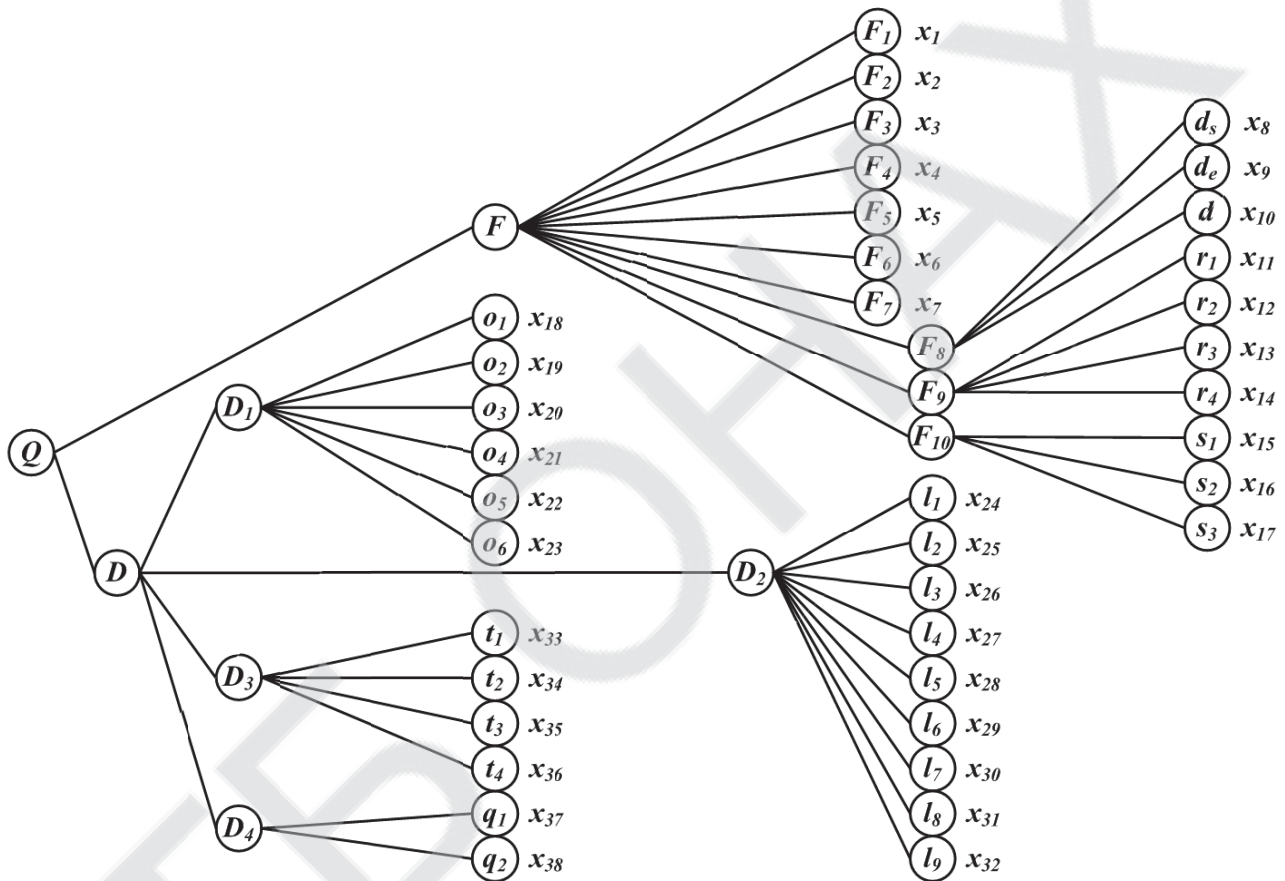 F₁ x₁
F₂ x₂
F₃ x₃
dₛ x₈
F₄ x₄
dₑ x₉
F₅ x₅
d x₁₀
F
F₆ x₆
r₁ x₁₁
F₇ x₇
r₂ x₁₂
o₁ x₁₈
F₈
r₃ x₁₃
o₂ x₁₉
F₉
r₄ x₁₄
D₁
o₃ x₂₀
F₁₀
s₁ x₁₅
Q
o₄ x₂₁
s₂ x₁₆
o₅ x₂₂
l₁ x₂₄
s₃ x₁₇
o₆ x₂₃
l₂ x₂₅
D
D₂
l₃ x₂₆
t₁ x₃₃
l₄ x₂₇
D₃
t₂ x₃₄
l₅ x₂₈
t₃ x₃₅
l₆ x₂₉
t₄ x₃₆
l₇ x₃₀
D₄
q₁ x₃₇
l₈ x₃₁
q₂ x₃₈
l₉ x₃₂